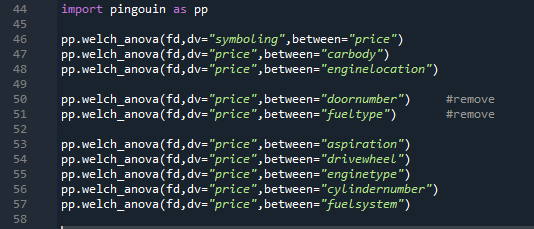 44 import pingouin as pp
45
46 pp.welch_anova(fd,dv="symboling",between="price")
47 pp.welch_anova(fd,dv="price",between="carbody")
48 pp.welch_anova(fd,dv="price",between="enginelocation")
49
50 pp.welch_anova(fd,dv="price",between="doornumber") #remove
51 pp.welch_anova(fd,dv="price",between="fueltype") #remove
52
53 pp.welch_anova(fd,dv="price",between="aspiration")
54 pp.welch_anova(fd,dv="price",between="drivewheel")
55 pp.welch_anova(fd,dv="price",between="enginetype")
56 pp.welch_anova(fd,dv="price",between="cylindernumber")
57 pp.welch_anova(fd,dv="price",between="fuelsystem")
58